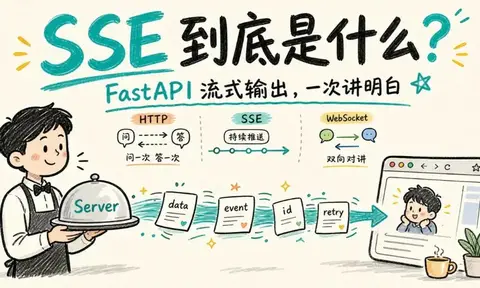 SSE 到底是什么?
FastAPI 流式输出,一次讲明白
HTTP
问 答
问一次 答一次
SSE
持续推送
WebSocket
双向对讲
Server
data
event
id
retry